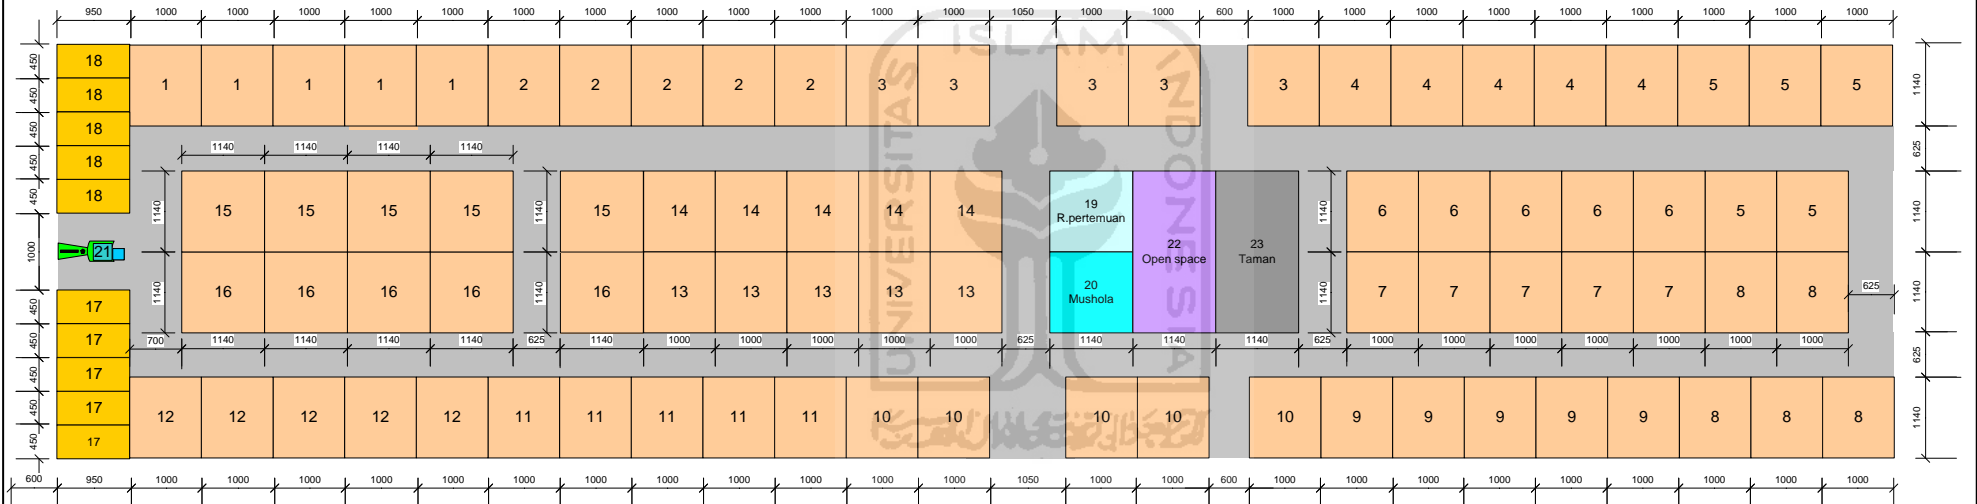 950 1000 1000 1000 1000 1000 1000 1000 1000 1000 1000 1000 1000 1050 1000 1000 600 1000 1000 1000 1000 1000 1000 1000 1000 1000
450 18 1 1 1 1 1 2 2 2 2 2 3 3 3 3 3 4 4 4 4 4 5 5 5 1140
450 18
450 18
1140 1140 1140 1140 625
18
450 18
1140 15 15 15 15 1140 15 14 14 14 14 14 19 1140 6 6 6 6 6 5 5 1140
R.pertemuan
1000 21 22 23
Open space Taman
1140 16 16 16 16 1140 16 13 13 13 13 13 20 1140 7 7 7 7 7 8 8 625 1140
Mushola
450 17
450 17
700 1140 1140 1140 1140 625 1140 1000 1000 1000 1000 1000 625 1140 1140 1140 625 1000 1000 1000 1000 1000 1000 1000 625
450 17
450 17 12 12 12 12 12 11 11 11 11 11 10 10 10 10 10 9 9 9 9 9 8 8 8 1140
450 17
600 950 1000 1000 1000 1000 1000 1000 1000 1000 1000 1000 1000 1000 1050 1000 1000 600 1000 1000 1000 1000 1000 1000 1000 1000 1000
UNIVERSITAS
ISLAM
INDONESIA